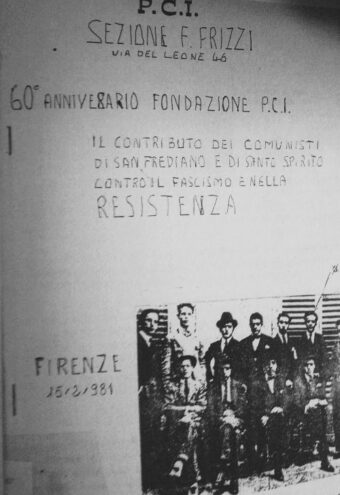 P.C.I.
SEZIONE F. FRIZZI
VIA DEL LEONE 46
60° ANNIVERSARIO FONDAZIONE P.C.I.
IL CONTRIBUTO DEI COMUNISTI
DI SAN FREDIANO E DI SANTO SPIRITO
CONTRO IL FASCISMO E NELLA
RESISTENZA
FIRENZE
15/2/981